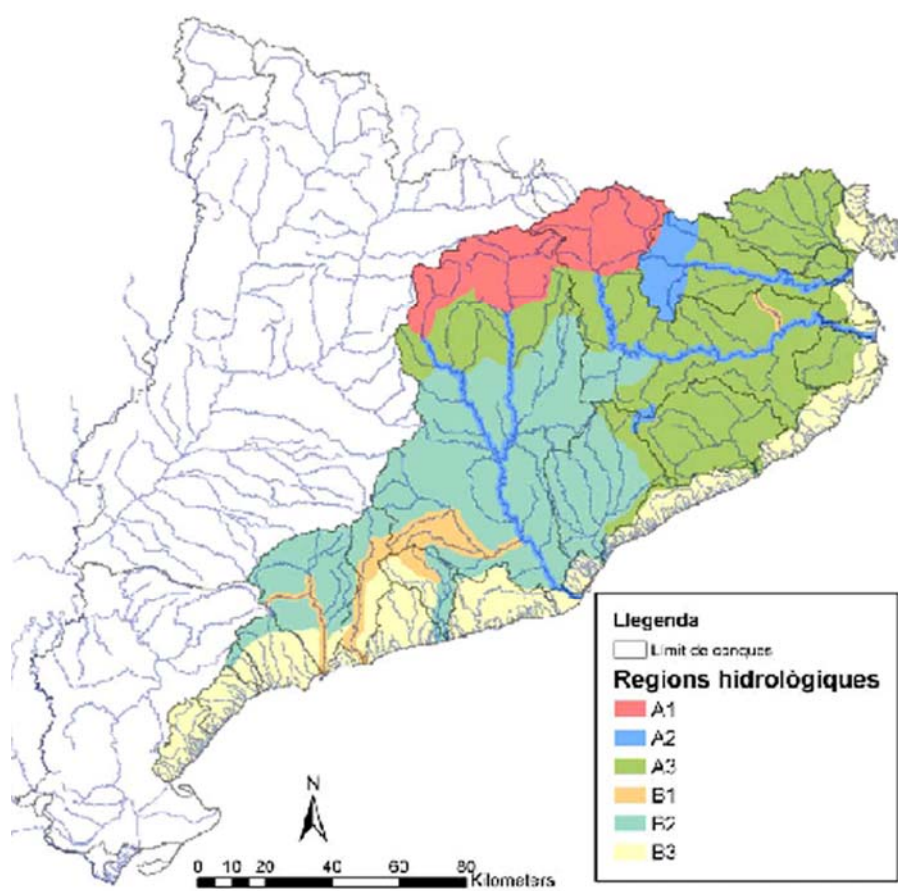 Llegenda
Límit de conques
Regions hidrològiques
A1
A2
A3
B1
B2
B3
N
0 10 20 40 60 80
Kilometers